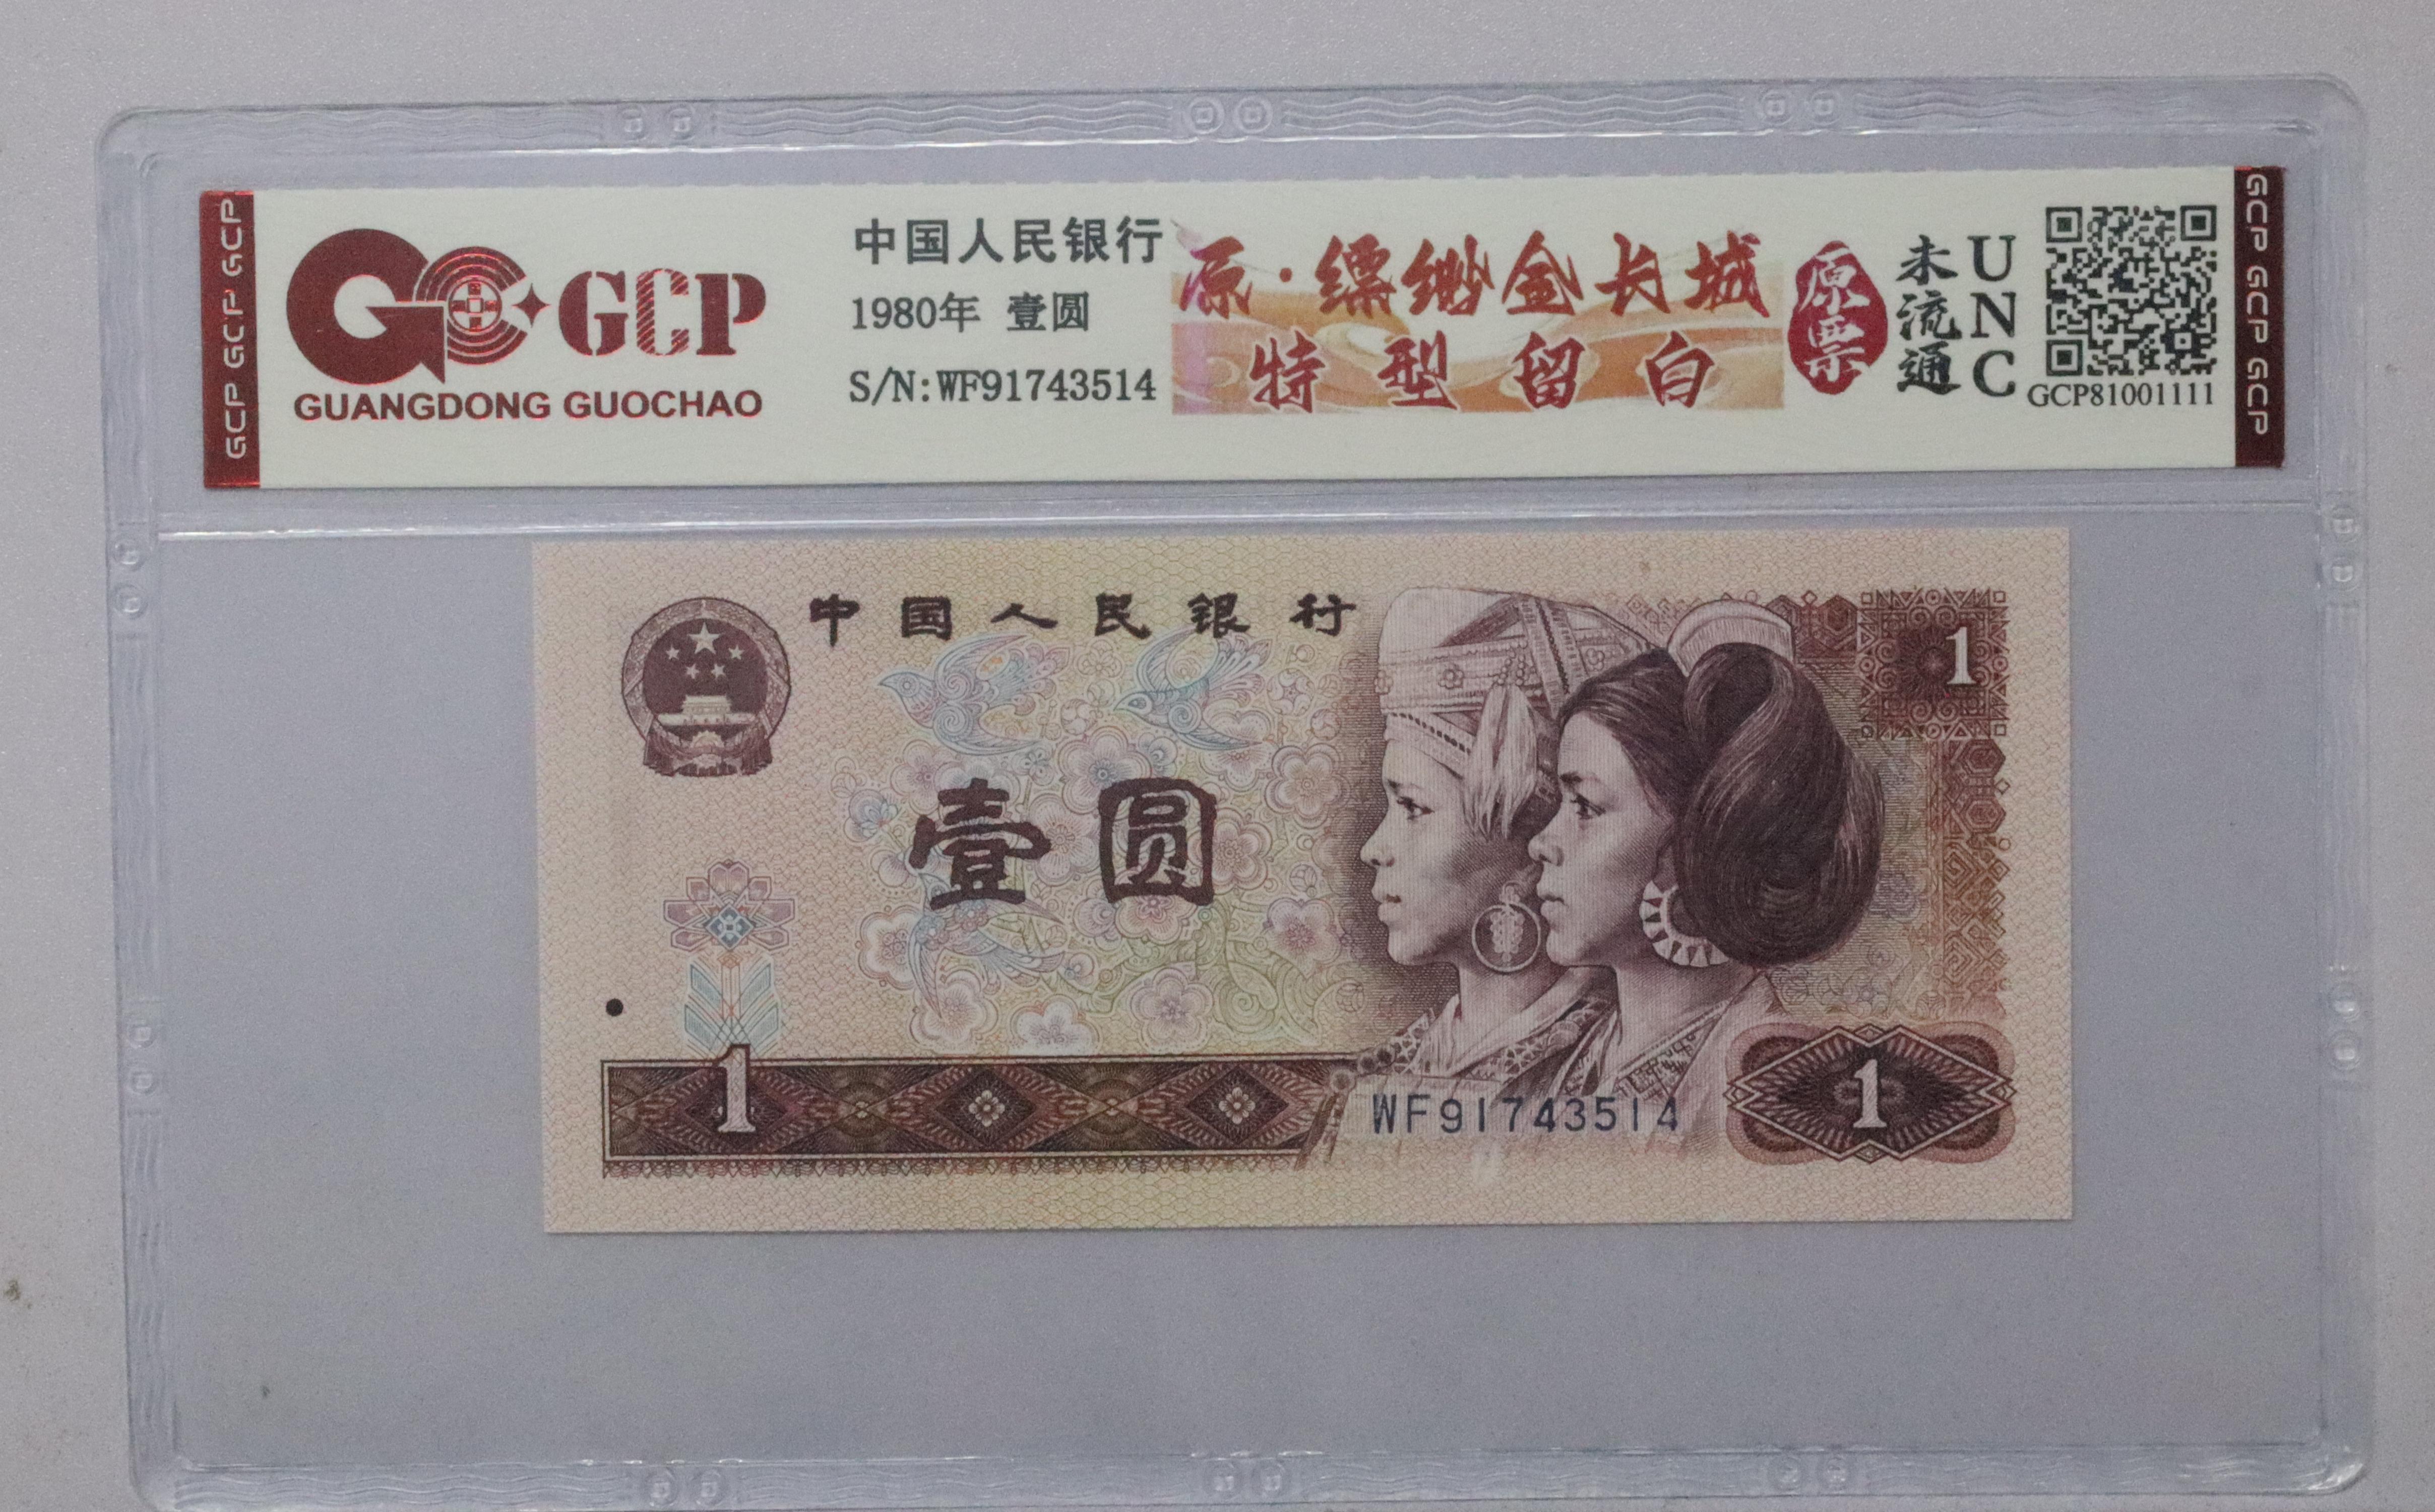 GCP GCP GCP
GCP
GUANGDONG GUOCHAO
中国人民银行
1980年 壹圆
S/N:WF91743514
原·缥缈金长城
特型留白
原票
未流通
UNC
GCP81001111
GCP GCP GCP
中国人民银行
1
壹圆
1
WF91743514
1